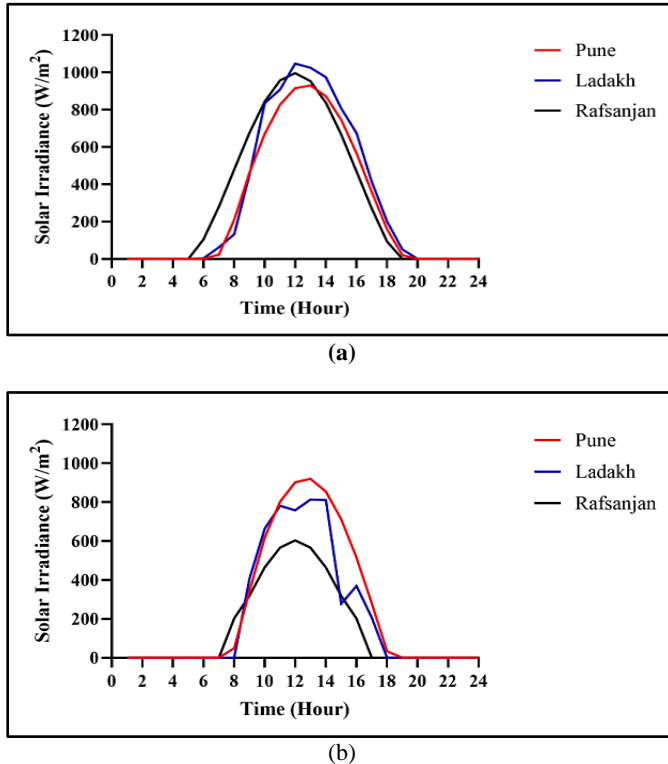 1200
1000
800
600
400
200
0
Solar Irradiance (W/m²)
0 2 4 6 8 10 12 14 16 18 20 22 24
Time (Hour)
Pune
Ladakh
Rafsanjan
(a)
1200
1000
800
600
400
200
0
Solar Irradiance (W/m²)
0 2 4 6 8 10 12 14 16 18 20 22 24
Time (Hour)
Pune
Ladakh
Rafsanjan
(b)